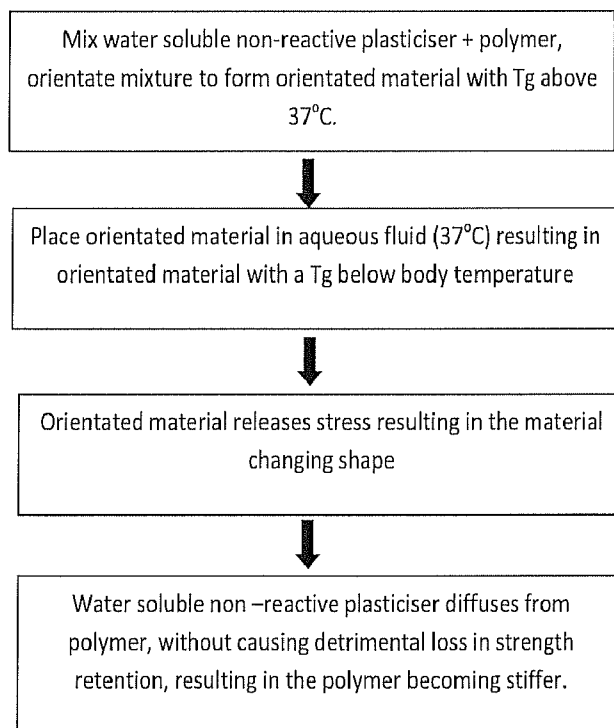 Mix water soluble non-reactive plasticiser + polymer,
orientate mixture to form orientated material with Tg above
37°C.
Place orientated material in aqueous fluid (37°C) resulting in
orientated material with a Tg below body temperature
Orientated material releases stress resulting in the material
changing shape
Water soluble non –reactive plasticiser diffuses from
polymer, without causing detrimental loss in strength
retention, resulting in the polymer becoming stiffer.